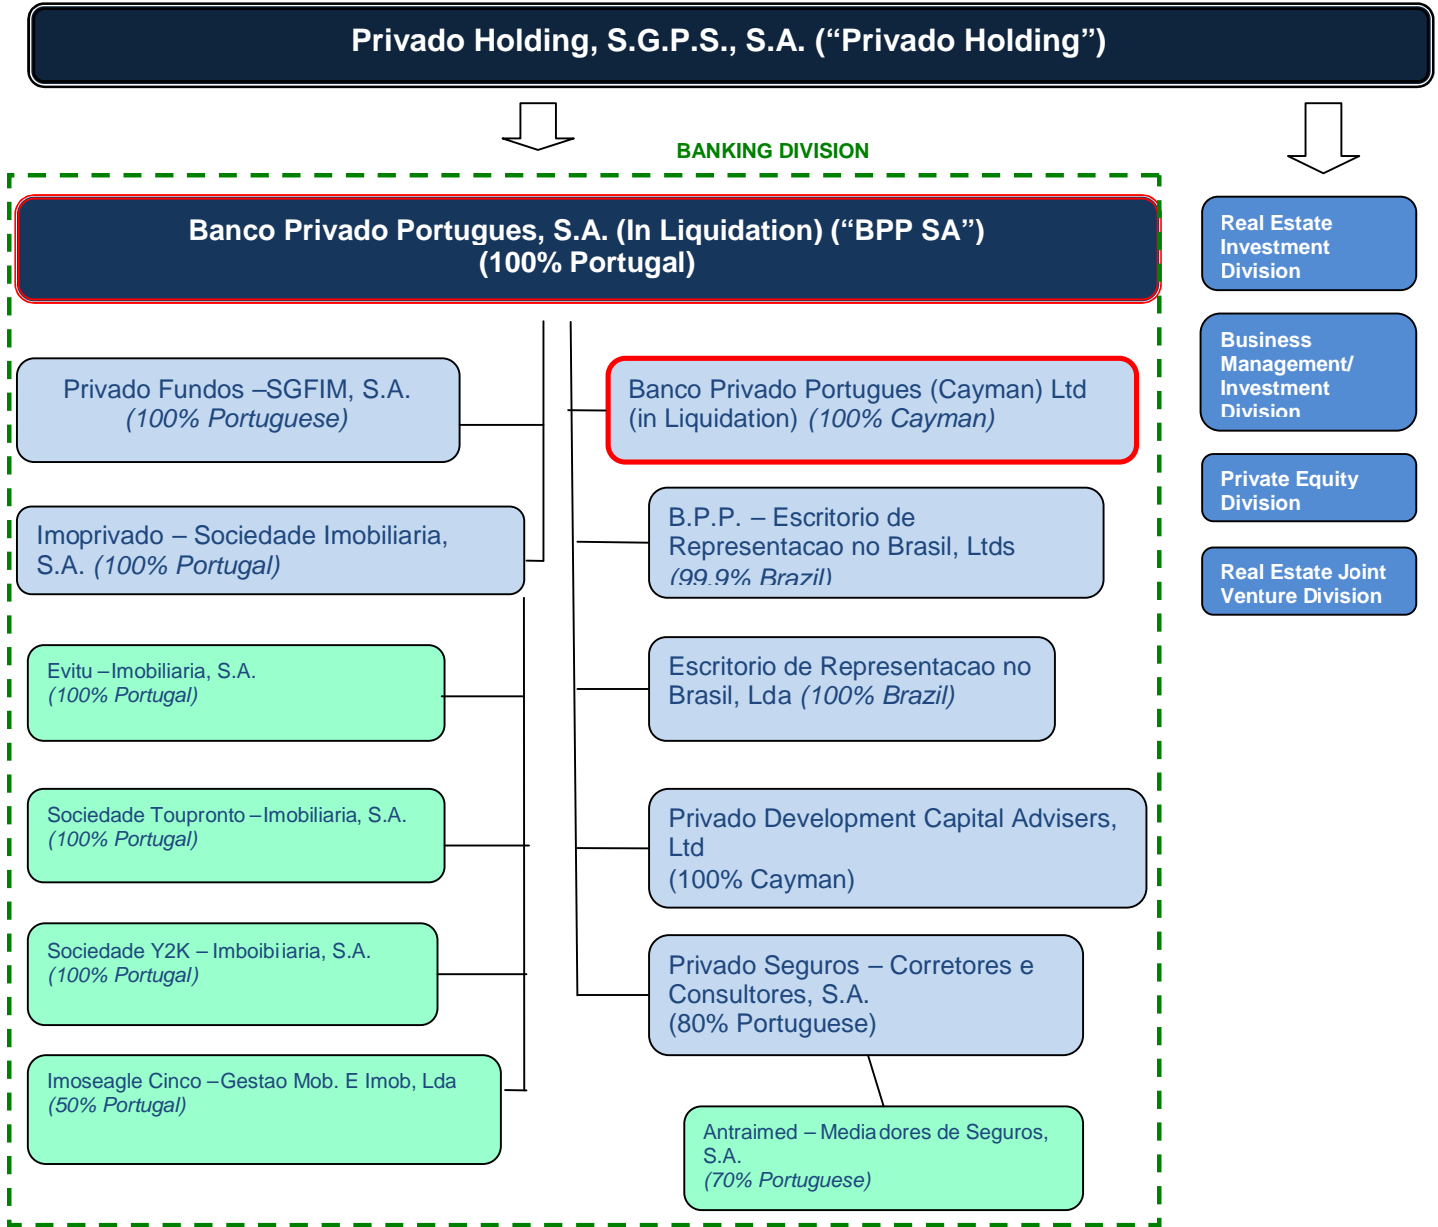 Privado Holding, S.G.P.S., S.A. (“Privado Holding”)
BANKING DIVISION
Banco Privado Portugues, S.A. (In Liquidation) (“BPP SA”)
(100% Portugal)
Privado Fundos –SGFIM, S.A.
(100% Portuguese)
Imoprivado – Sociedade Imobiliaria,
S.A. (100% Portugal)
Evitu –Imobiliaria, S.A.
(100% Portugal)
Sociedade Toupronto –Imobiliaria, S.A.
(100% Portugal)
Sociedade Y2K – Imboibiiaria, S.A.
(100% Portugal)
Imoseagle Cinco –Gestao Mob. E Imob, Lda
(50% Portugal)
Banco Privado Portugues (Cayman) Ltd
(in Liquidation) (100% Cayman)
B.P.P. – Escritorio de
Representacao no Brasil, Ltds
(99.9% Brazil)
Escritorio de Representacao no
Brasil, Lda (100% Brazil)
Privado Development Capital Advisers,
Ltd
(100% Cayman)
Privado Seguros – Corretores e
Consultores, S.A.
(80% Portuguese)
Antraimed – Mediadores de Seguros,
S.A.
(70% Portuguese)
Real Estate
Investment
Division
Business
Management/
Investment
Division
Private Equity
Division
Real Estate Joint
Venture Division